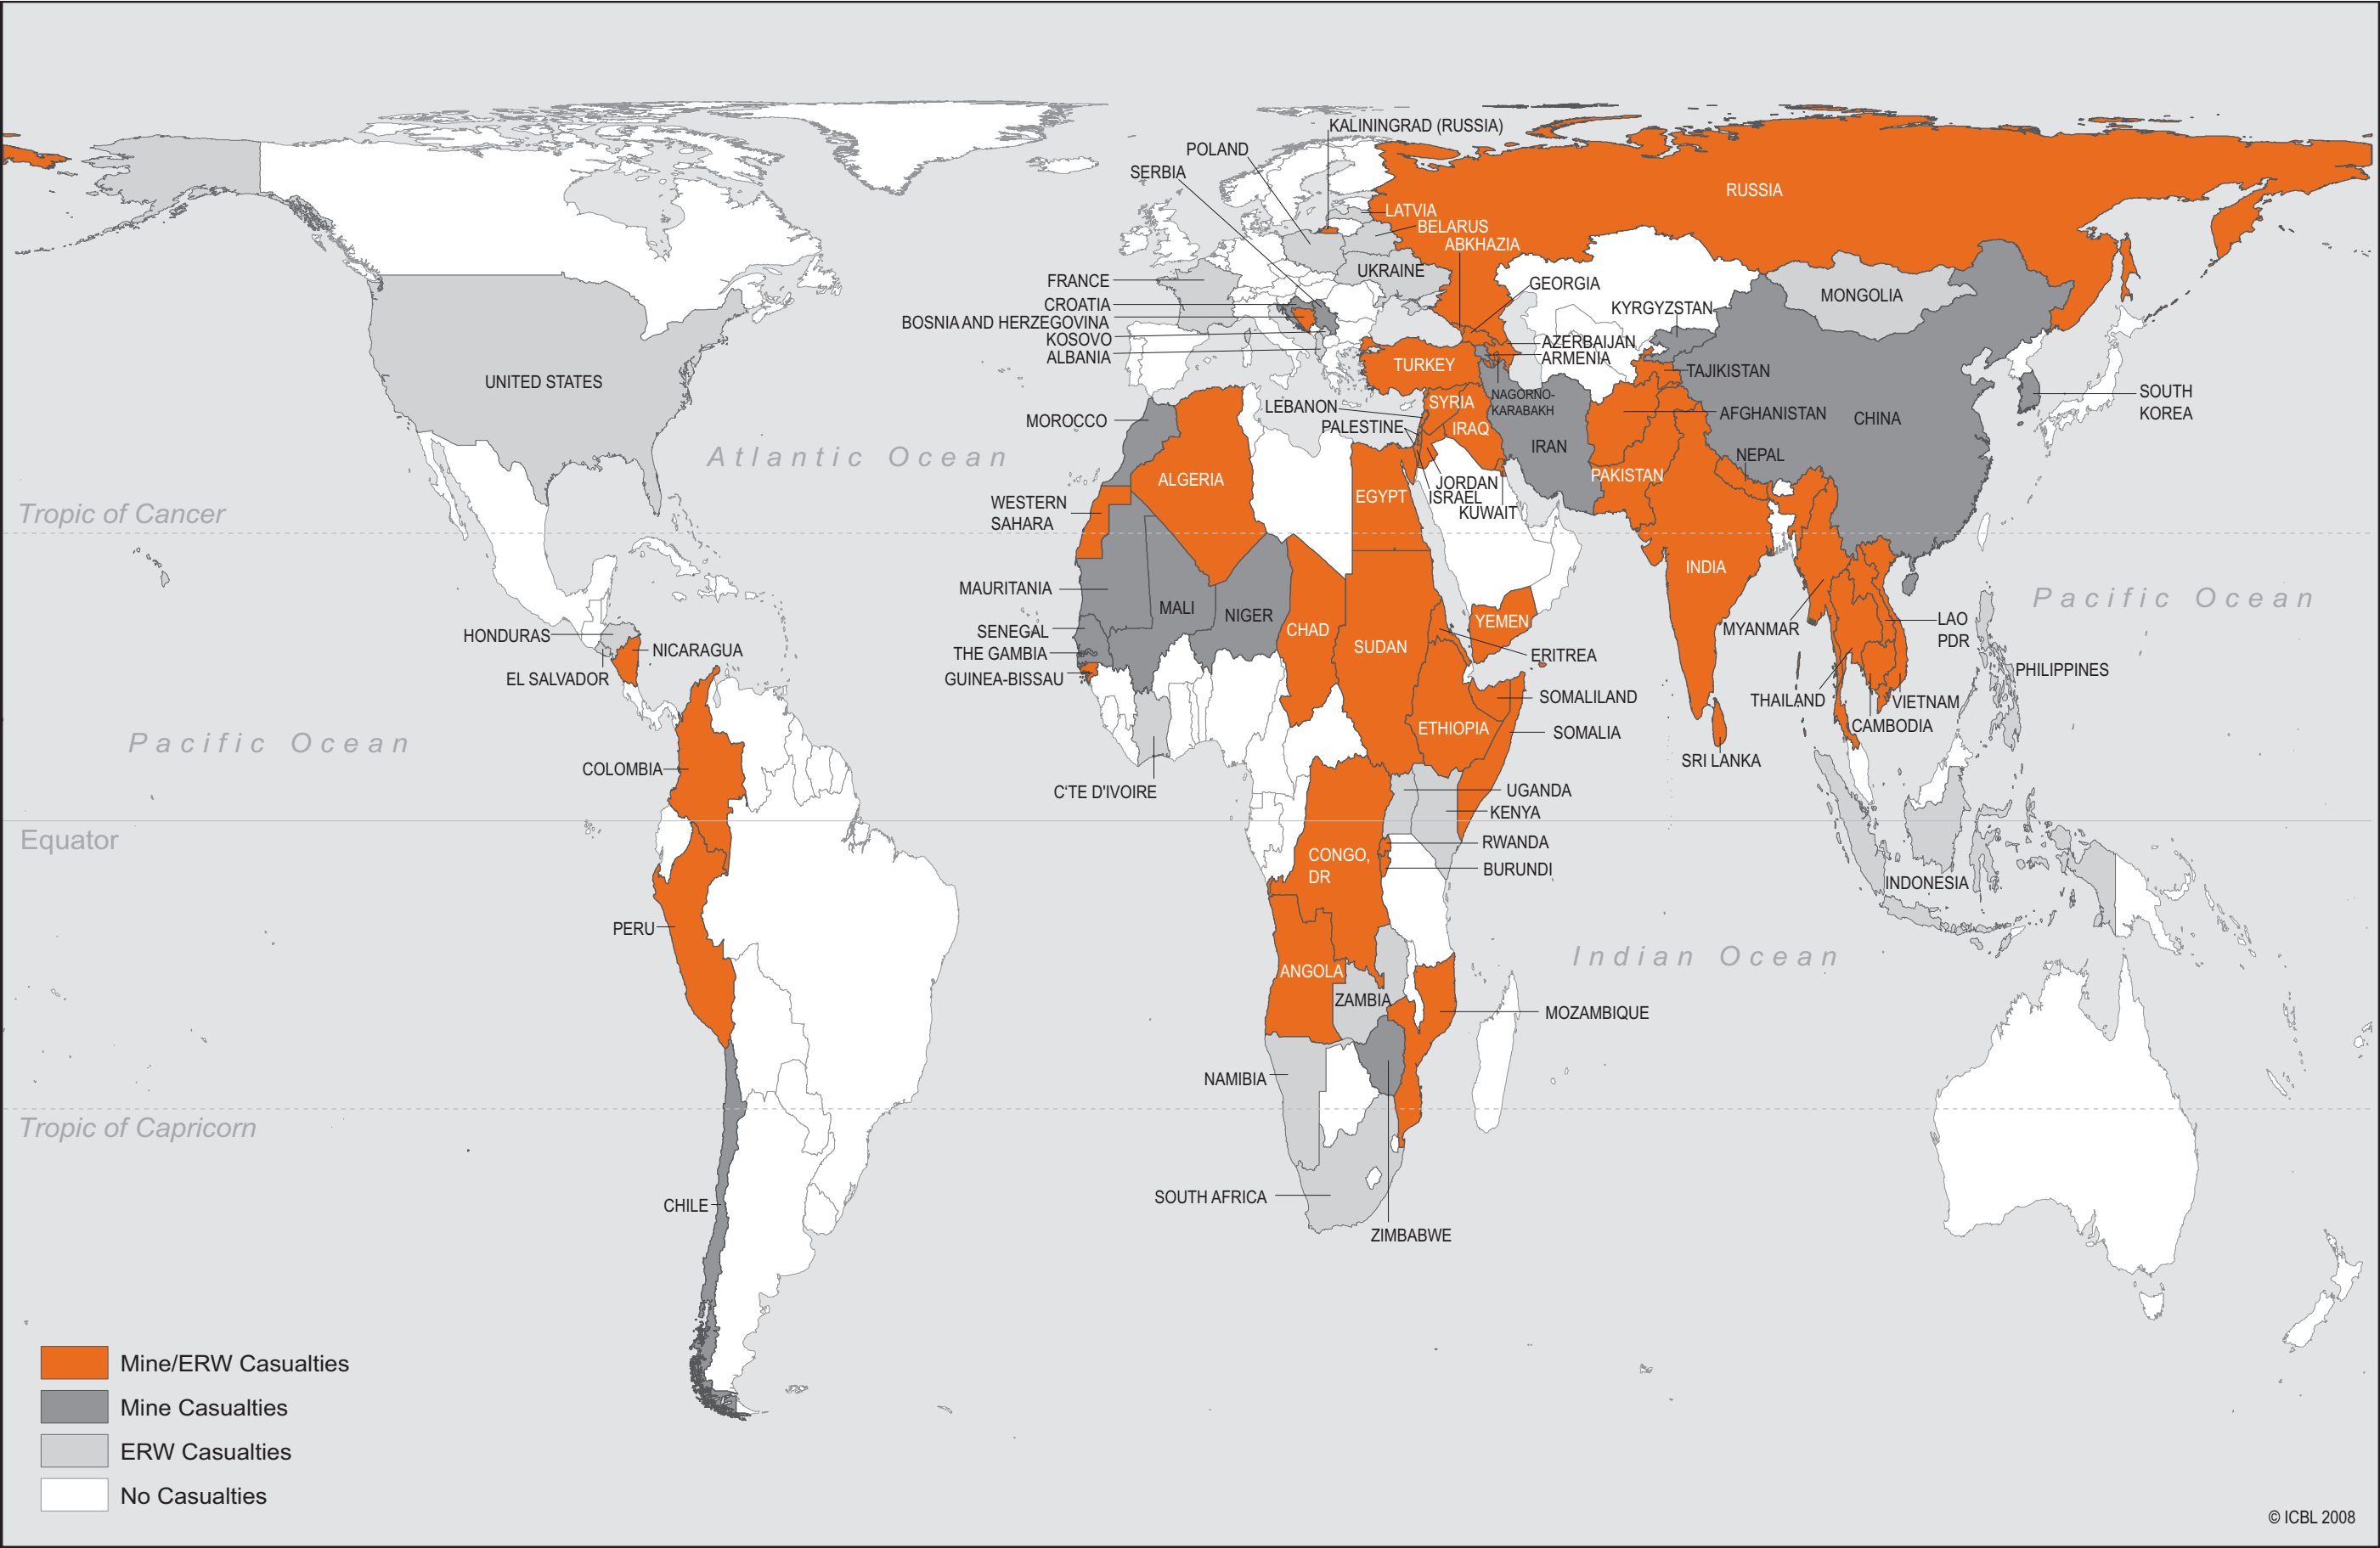 KALININGRAD (RUSSIA)
POLAND
SERBIA
RUSSIA
LATVIA
BELARUS
ABKHAZIA
UKRAINE
FRANCE
GEORGIA
MONGOLIA
CROATIA
KYRGYZSTAN
BOSNIA AND HERZEGOVINA
KOSOVO
AZERBAIJAN
ALBANIA
ARMENIA
TURKEY
TAJIKISTAN
UNITED STATES
NAGORNO-
KARABAKH
SOUTH
KOREA
SYRIA
LEBANON
AFGHANISTAN
CHINA
MOROCCO
PALESTINE
IRAQ
IRAN
Atlantic Ocean
NEPAL
ALGERIA
PAKISTAN
JORDAN
EGYPT
ISRAEL
KUWAIT
WESTERN
SAHARA
Tropic of Cancer
INDIA
MAURITANIA
Pacific Ocean
MALI
NIGER
LAO
PDR
YEMEN
MYANMAR
CHAD
SENEGAL
HONDURAS
SUDAN
NICARAGUA
THE GAMBIA
ERITREA
PHILIPPINES
EL SALVADOR
GUINEA-BISSAU
SOMALILAND
THAILAND
VIETNAM
CAMBODIA
ETHIOPIA
SOMALIA
Pacific Ocean
SRI LANKA
COLOMBIA
C'TE D'IVOIRE
UGANDA
KENYA
Equator
RWANDA
CONGO,
DR
BURUNDI
INDONESIA
PERU
Indian Ocean
ANGOLA
ZAMBIA
MOZAMBIQUE
NAMIBIA
Tropic of Capricorn
SOUTH AFRICA
CHILE
ZIMBABWE
Mine/ERW Casualties
Mine Casualties
ERW Casualties
No Casualties
© ICBL 2008